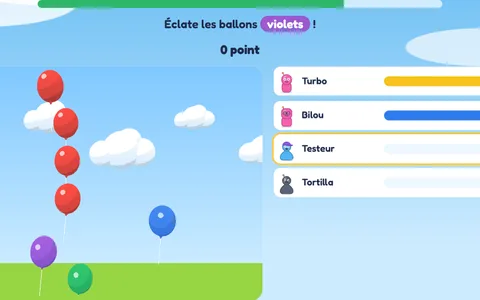 Éclate les ballons violets !
0 point
Turbo
Bilou
Testeur
Tortilla